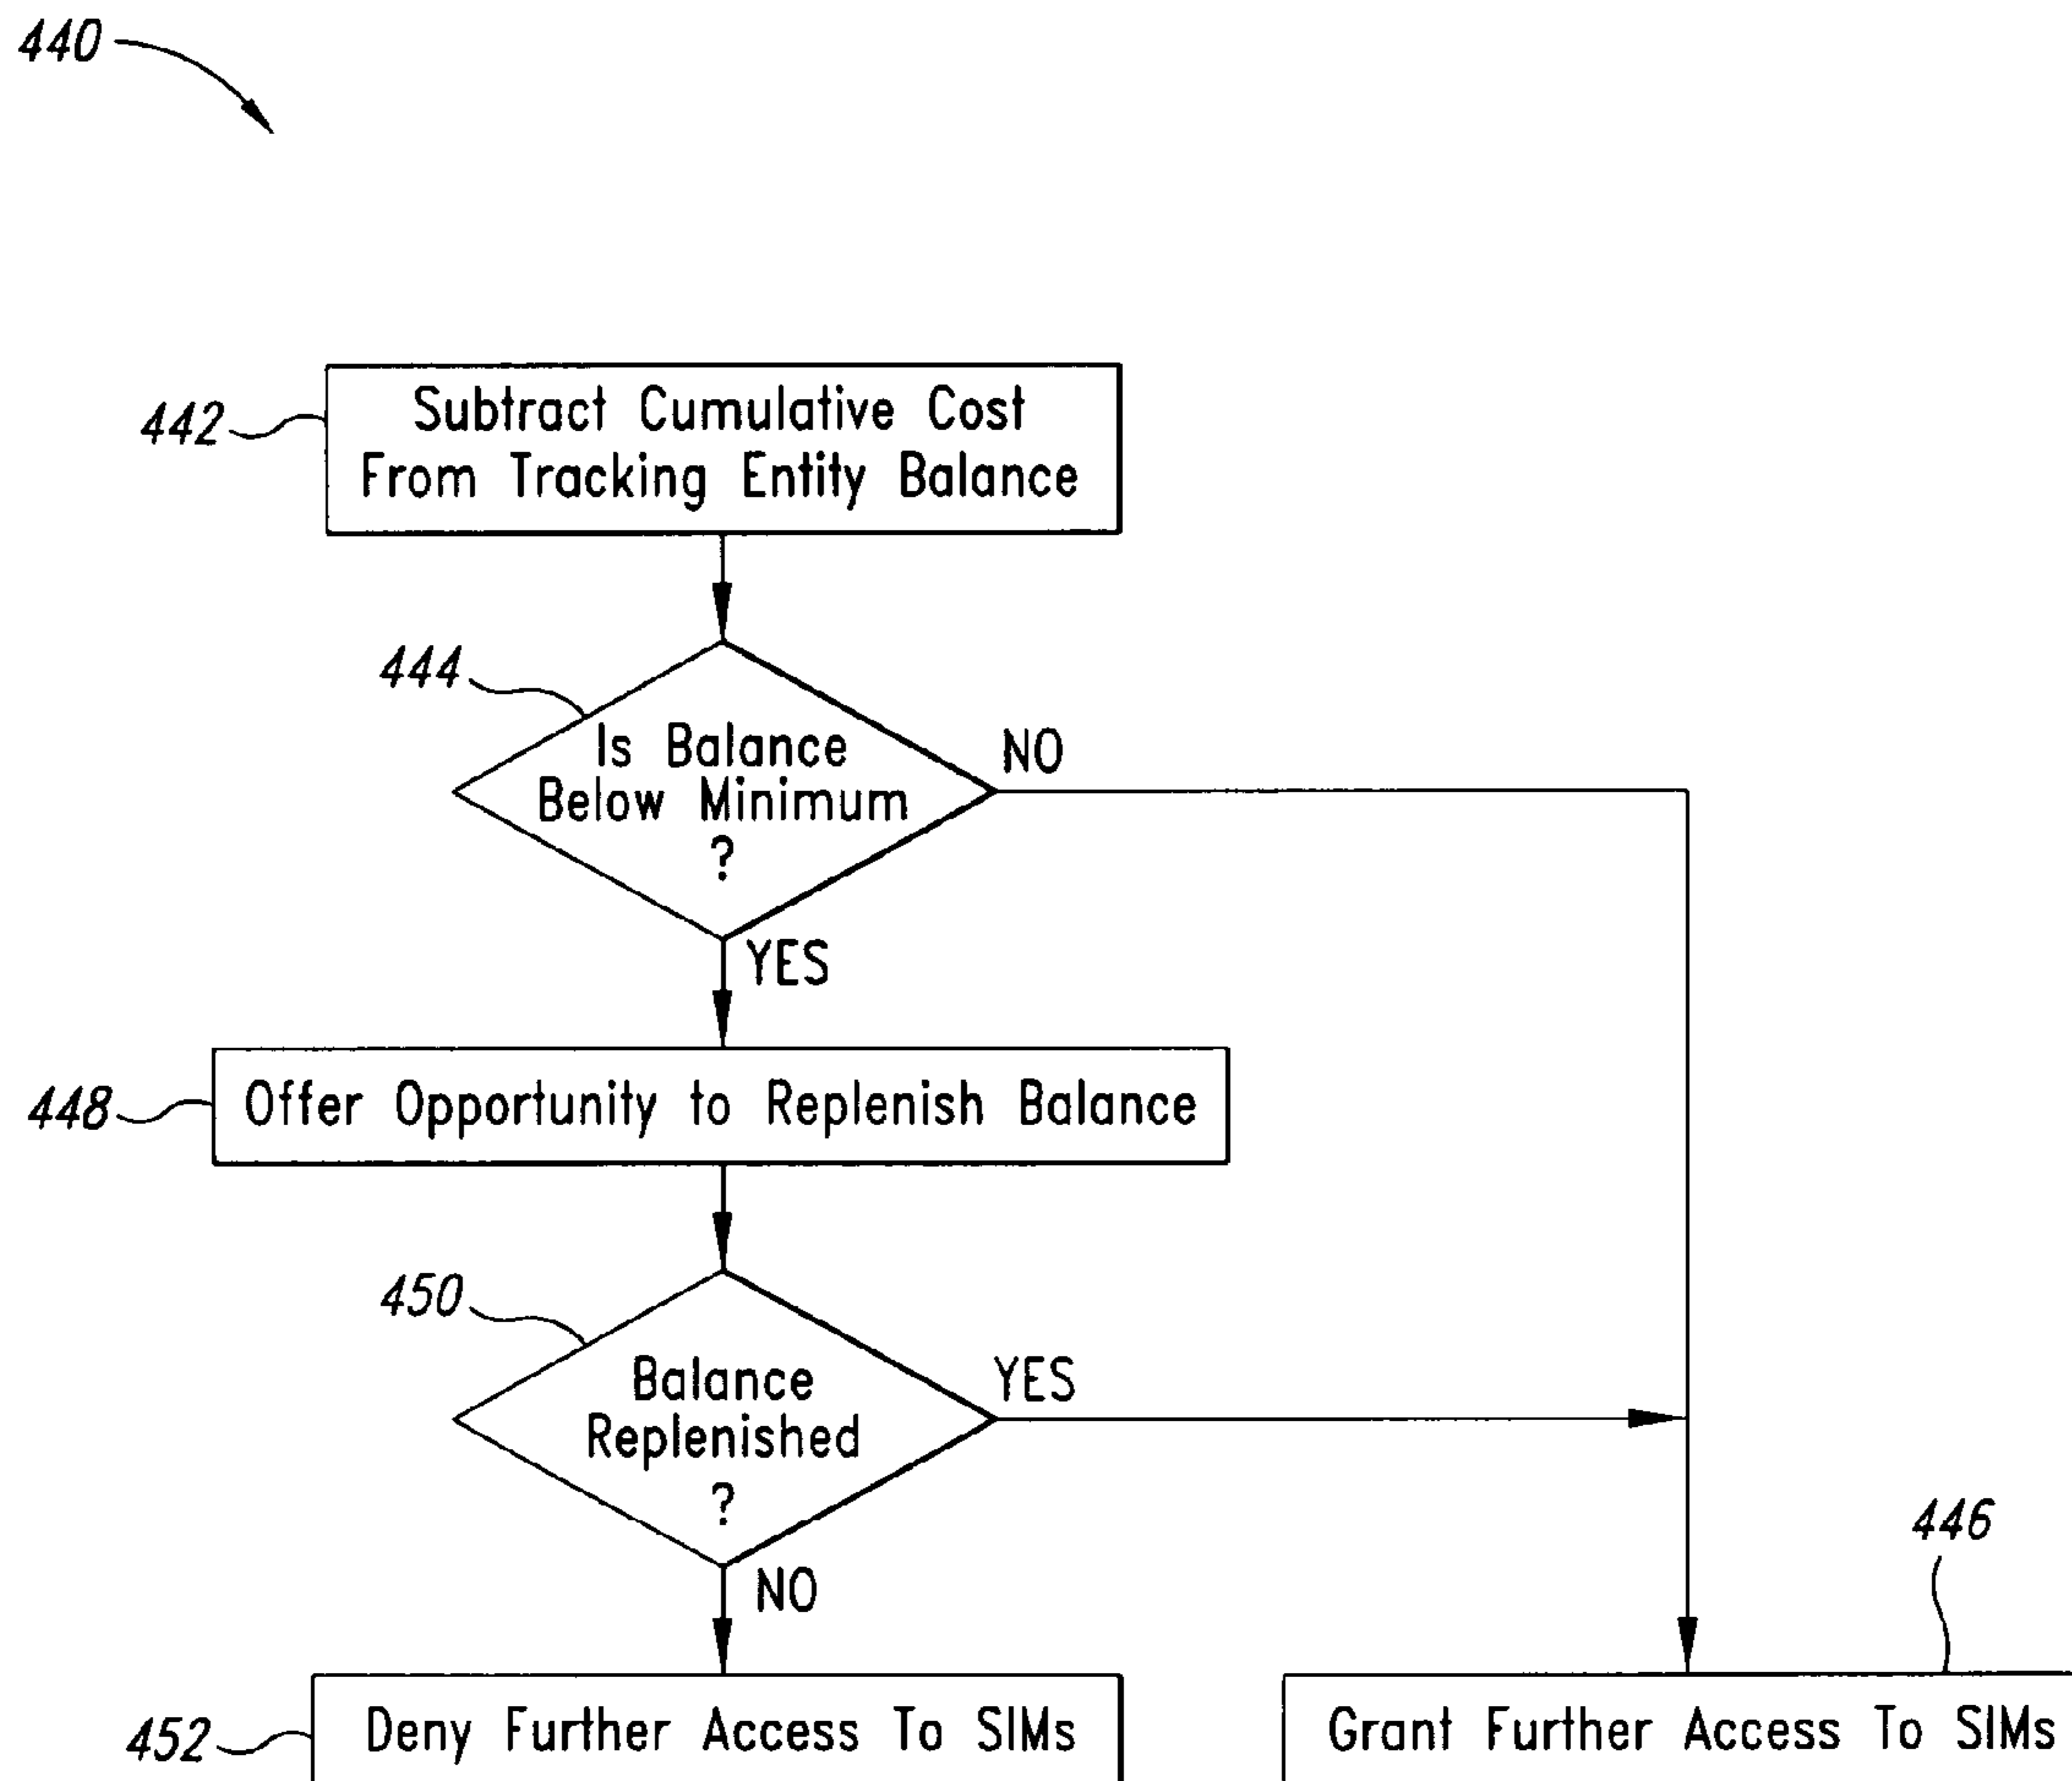 440
442
Subtract Cumulative Cost
From Tracking Entity Balance
444
Is Balance
Below Minimum
?
NO
YES
448
Offer Opportunity to Replenish Balance
450
Balance
Replenished
?
YES
NO
446
452
Deny Further Access To SIMs
Grant Further Access To SIMs